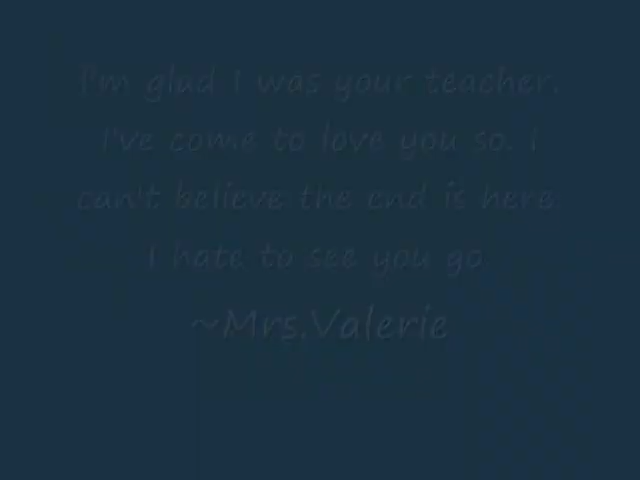 I'm glad I was your teacher.
I've come to love you so. I
can't believe the end is here
I hate to see you go
~Mrs.Valerie